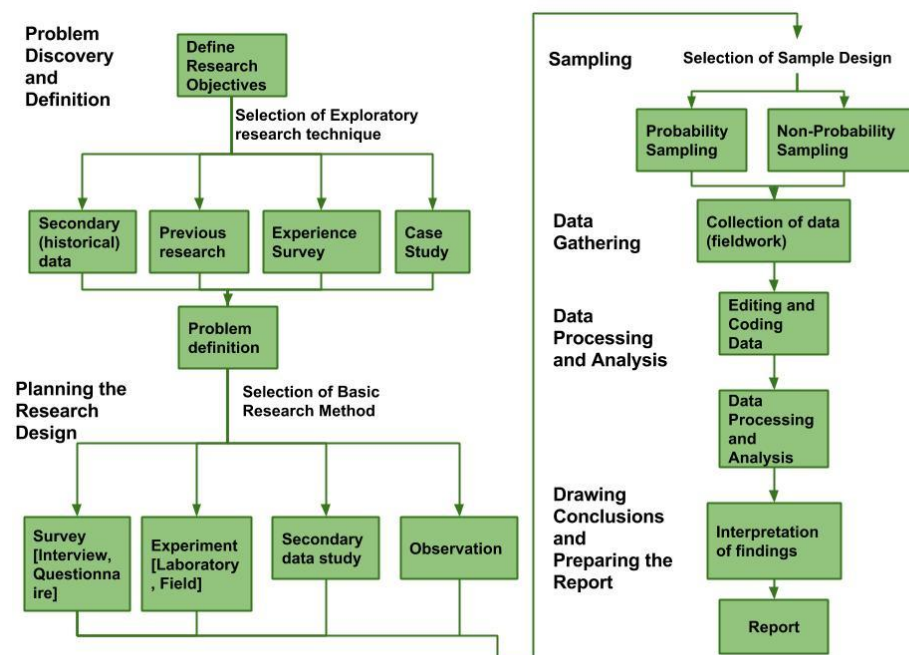 Problem
Discovery
and
Definition
Define
Research
Objectives
Selection of Exploratory
research technique
Secondary
(historical)
data
Previous
research
Experience
Survey
Case
Study
Problem
definition
Planning the
Research
Design
Selection of Basic
Research Method
Survey
[Interview,
Questionna
ire]
Experiment
[Laboratory
, Field]
Secondary
data study
Observation
Sampling
Selection of Sample Design
Probability
Sampling
Non-Probability
Sampling
Data
Gathering
Collection of data
(fieldwork)
Data
Processing
and Analysis
Editing and
Coding
Data
Data
Processing
and
Analysis
Drawing
Conclusions
and
Preparing the
Report
Interpretation
of findings
Report